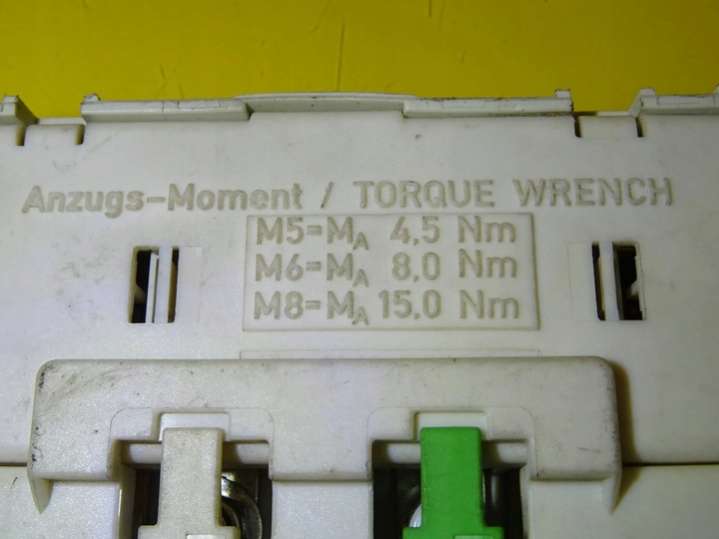 Anzugs-Moment / TORQUE WRENCH
M5=MA 4,5 Nm
M6=MA 8,0 Nm
M8=MA 15,0 Nm